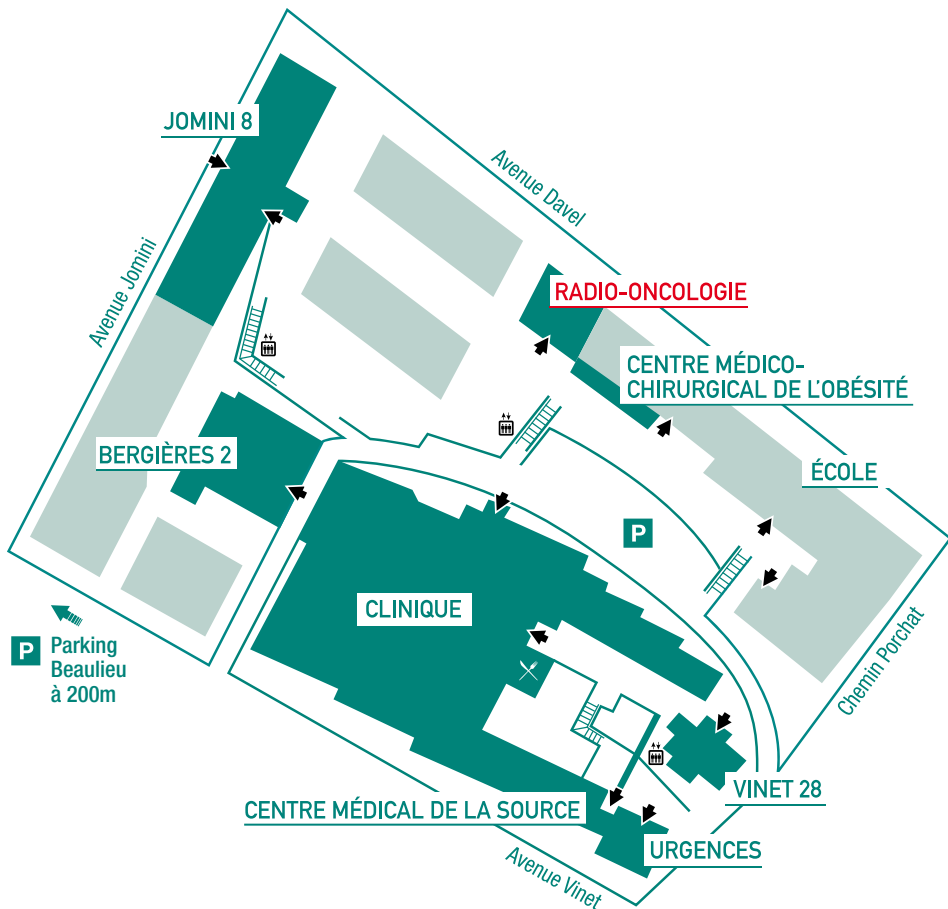 JOMINI 8
Avenue Davel
Avenue Jomini
RADIO-ONCOLOGIE
CENTRE MÉDICO-
CHIRURGICAL DE L'OBÉSITÉ
BERGIÈRES 2
ÉCOLE
P
CLINIQUE
P
Parking
Beaulieu
à 200m
Chemin Porchat
VINET 28
CENTRE MÉDICAL DE LA SOURCE
URGENCES
Avenue Vinet